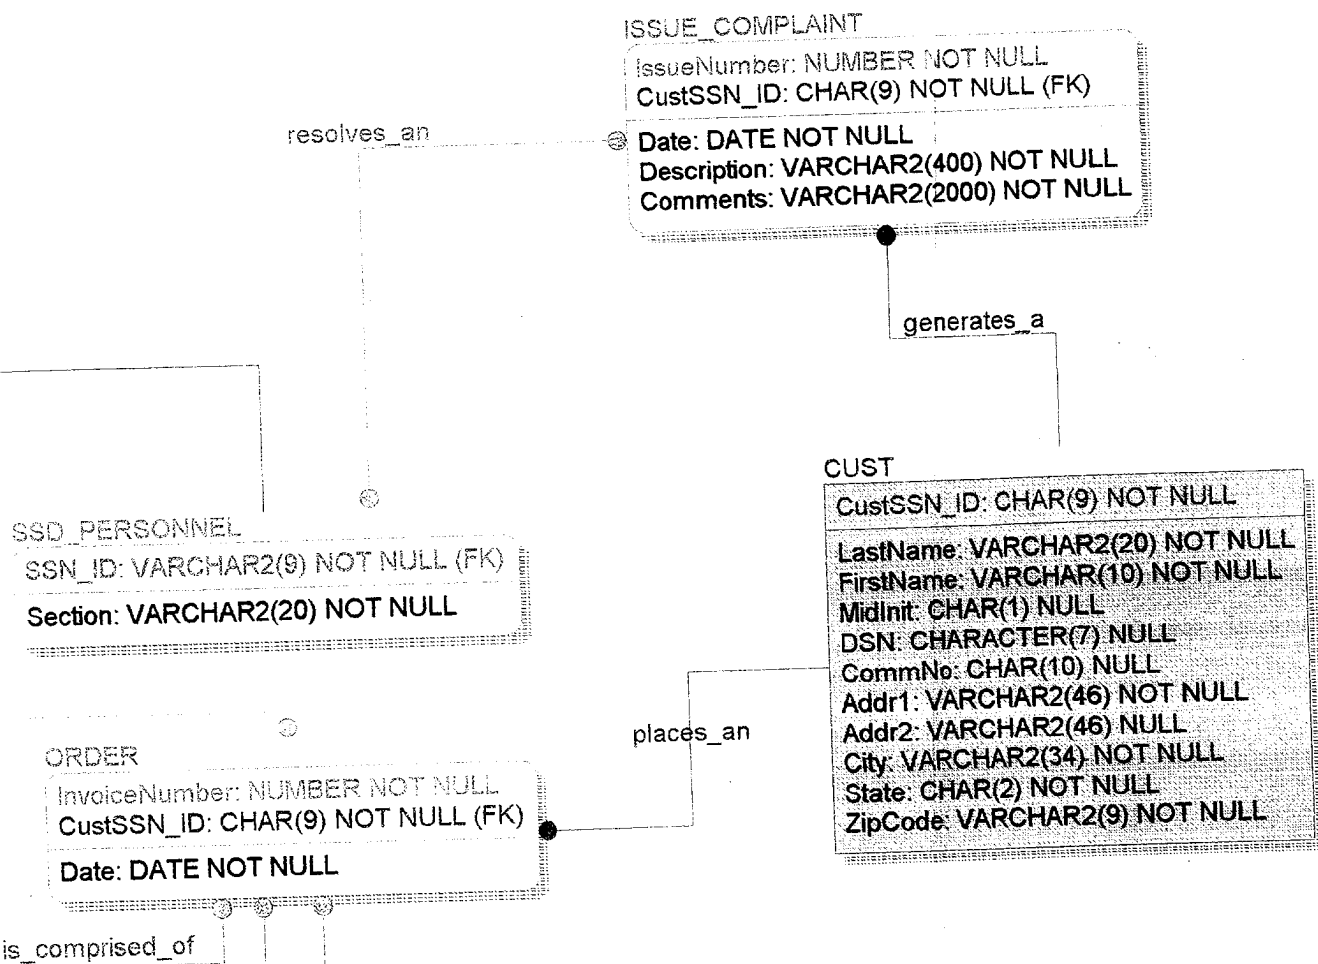 ISSUE_COMPLAINT
IssueNumber: NUMBER NOT NULL
CustSSN_ID: CHAR(9) NOT NULL (FK)
Date: DATE NOT NULL
Description: VARCHAR2(400) NOT NULL
Comments: VARCHAR2(2000) NOT NULL
resolves_an
generates_a
CUST
CustSSN_ID: CHAR(9) NOT NULL
LastName: VARCHAR2(20) NOT NULL
FirstName: VARCHAR(10) NOT NULL
MidInit: CHAR(1) NULL
DSN: CHARACTER(7) NULL
CommNo: CHAR(10) NULL
Addr1: VARCHAR2(46) NOT NULL
Addr2: VARCHAR2(46) NULL
City: VARCHAR2(34) NOT NULL
State: CHAR(2) NOT NULL
ZipCode: VARCHAR2(9) NOT NULL
SSD_PERSONNEL
SSN_ID: VARCHAR2(9) NOT NULL (FK)
Section: VARCHAR2(20) NOT NULL
places_an
ORDER
InvoiceNumber: NUMBER NOT NULL
CustSSN_ID: CHAR(9) NOT NULL (FK)
Date: DATE NOT NULL
is_comprised_of